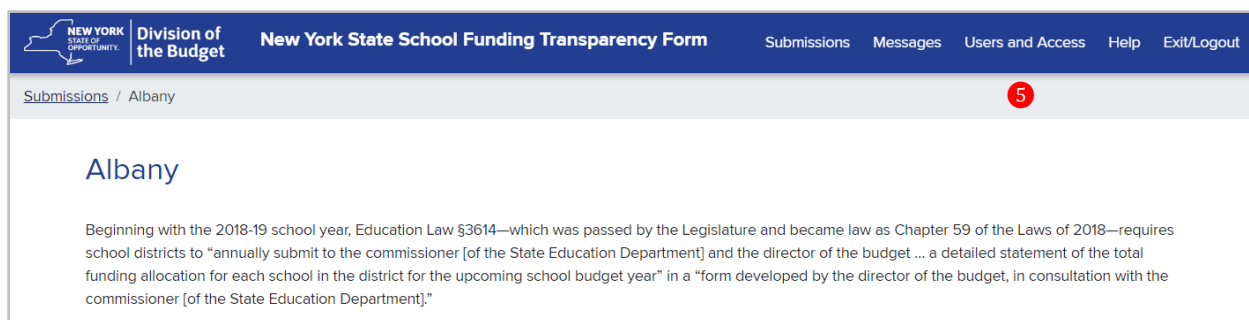 NEW YORK
STATE OF
OPPORTUNITY.
Division of
the Budget
New York State School Funding Transparency Form
Submissions Messages Users and Access Help Exit/Logout
Submissions / Albany
5
Albany
Beginning with the 2018-19 school year, Education Law §3614—which was passed by the Legislature and became law as Chapter 59 of the Laws of 2018—requires
school districts to “annually submit to the commissioner [of the State Education Department] and the director of the budget ... a detailed statement of the total
funding allocation for each school in the district for the upcoming school budget year” in a “form developed by the director of the budget, in consultation with the
commissioner [of the State Education Department].”